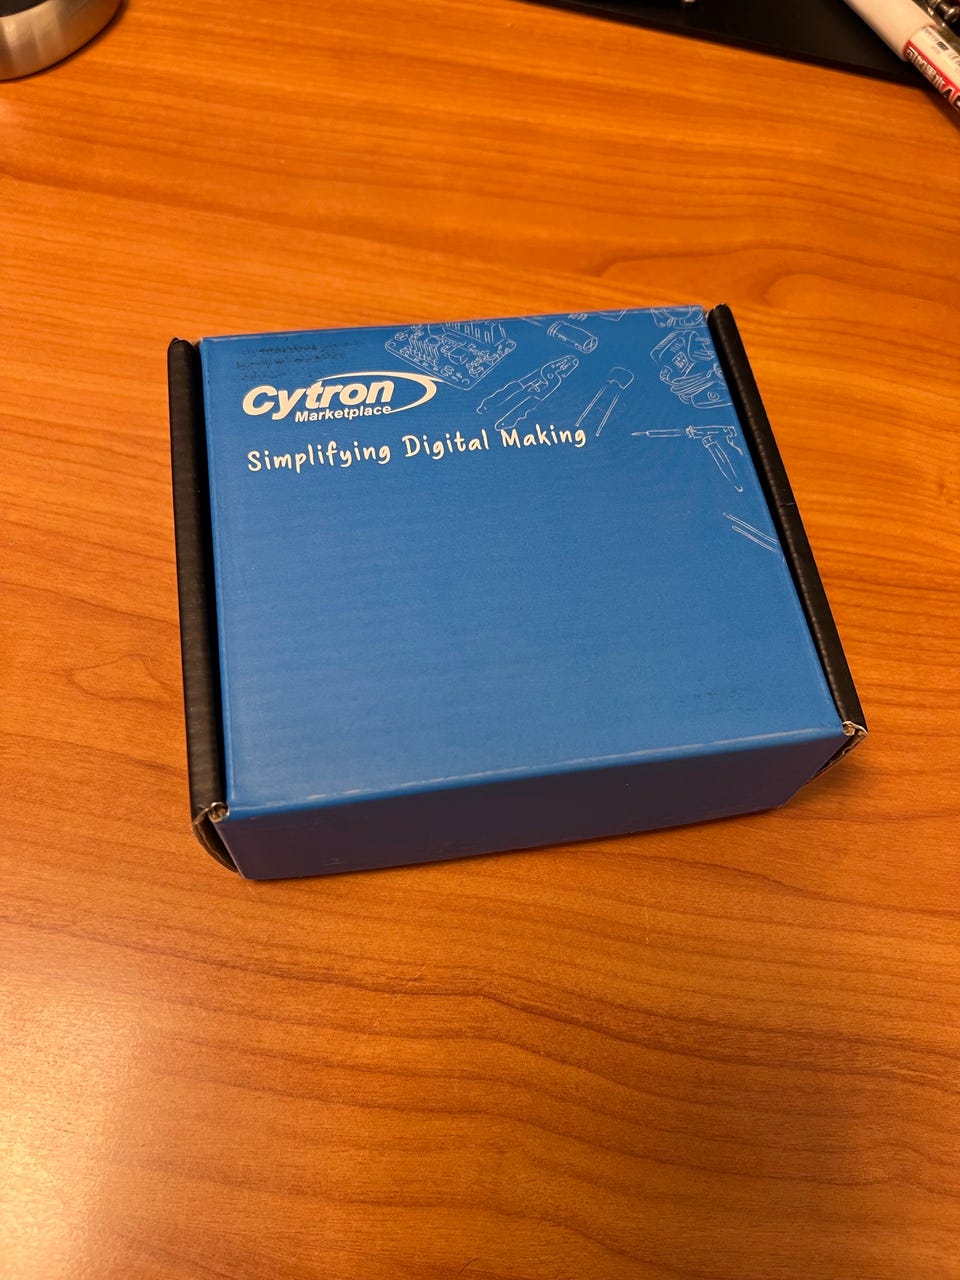 Cytron
Marketplace
Simplifying Digital Making